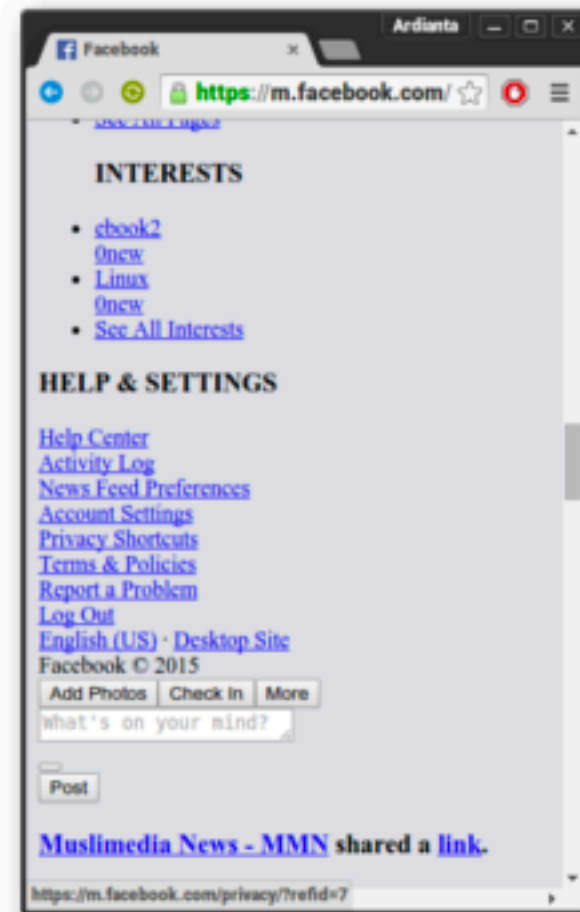 Ardianta
Facebook
https://m.facebook.com/
See All Pages
INTERESTS
ebook2
0new
Linux
0new
See All Interests
HELP & SETTINGS
Help Center
Activity Log
News Feed Preferences
Account Settings
Privacy Shortcuts
Terms & Policies
Report a Problem
Log Out
English (US) · Desktop Site
Facebook © 2015
Add Photos Check In More
What's on your mind?
Post
Muslimedia News - MMN shared a link.
https://m.facebook.com/privacy/?refid=7